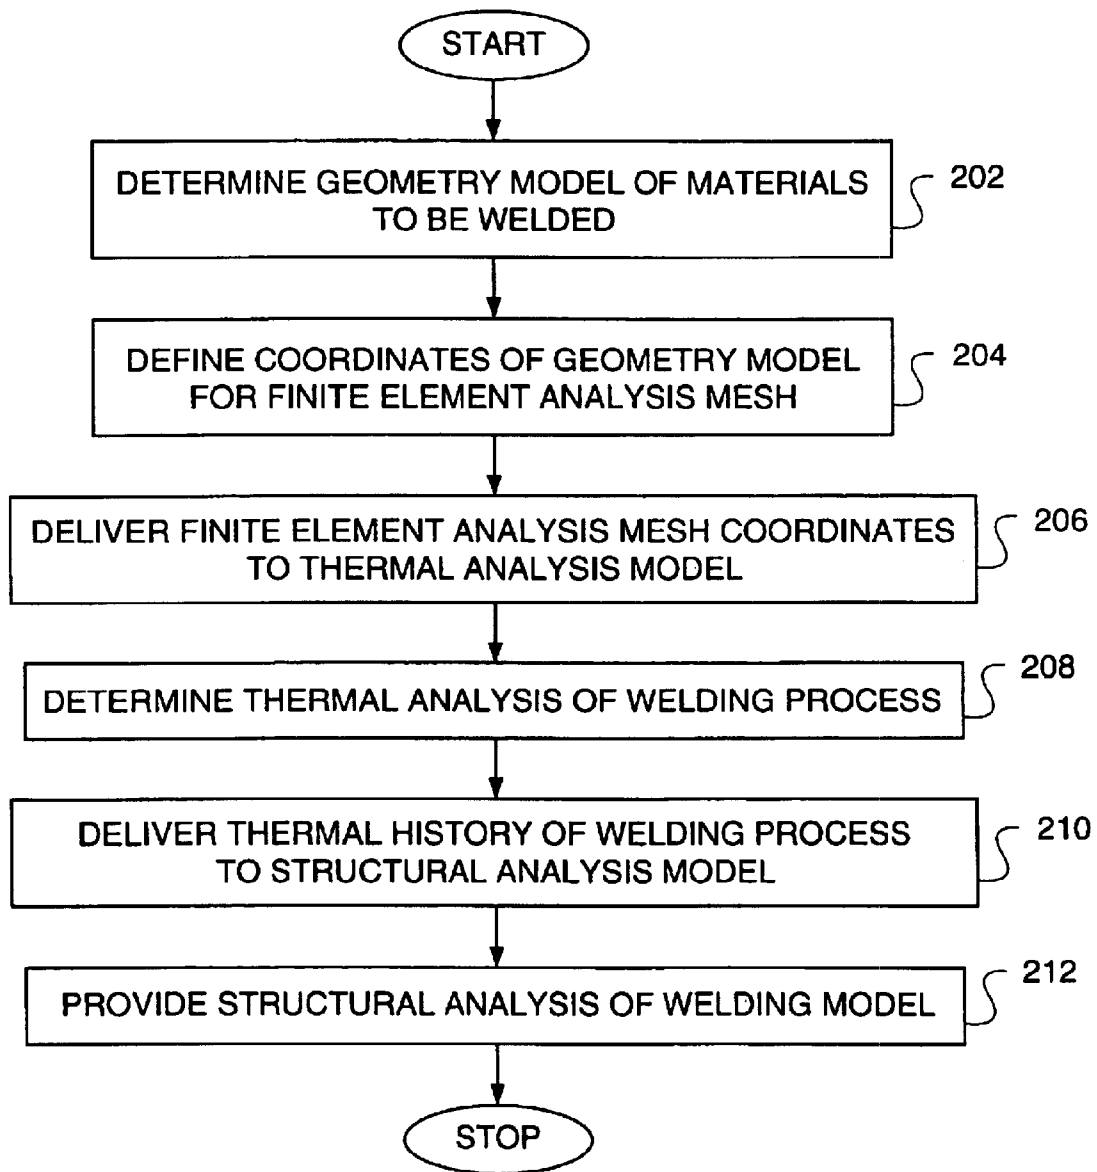 START
DETERMINE GEOMETRY MODEL OF MATERIALS
TO BE WELDED
202
DEFINE COORDINATES OF GEOMETRY MODEL
FOR FINITE ELEMENT ANALYSIS MESH
204
DELIVER FINITE ELEMENT ANALYSIS MESH COORDINATES
TO THERMAL ANALYSIS MODEL
206
DETERMINE THERMAL ANALYSIS OF WELDING PROCESS
208
DELIVER THERMAL HISTORY OF WELDING PROCESS
TO STRUCTURAL ANALYSIS MODEL
210
PROVIDE STRUCTURAL ANALYSIS OF WELDING MODEL
212
STOP